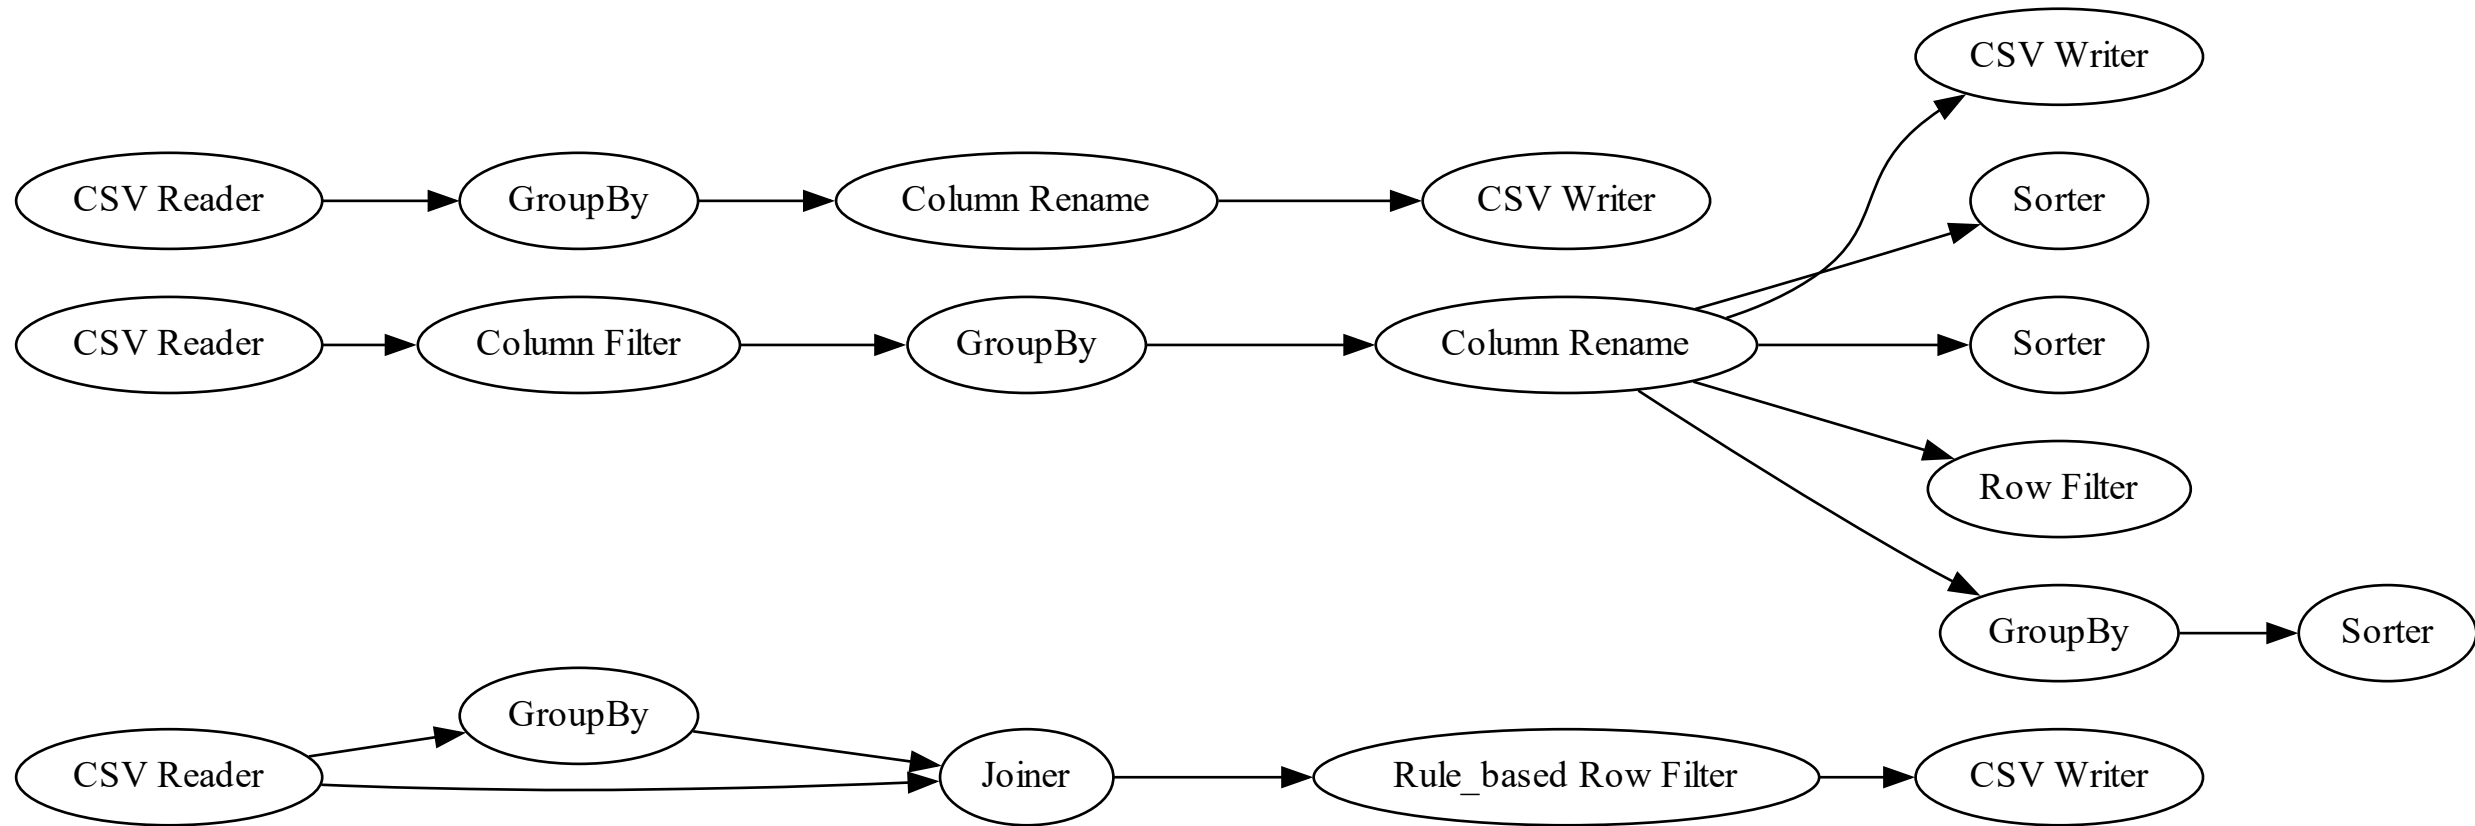 CSV Writer
CSV Reader
GroupBy
Column Rename
CSV Writer
Sorter
CSV Reader
Column Filter
GroupBy
Column Rename
Sorter
Row Filter
GroupBy
Sorter
GroupBy
CSV Reader
Joiner
Rule_based Row Filter
CSV Writer